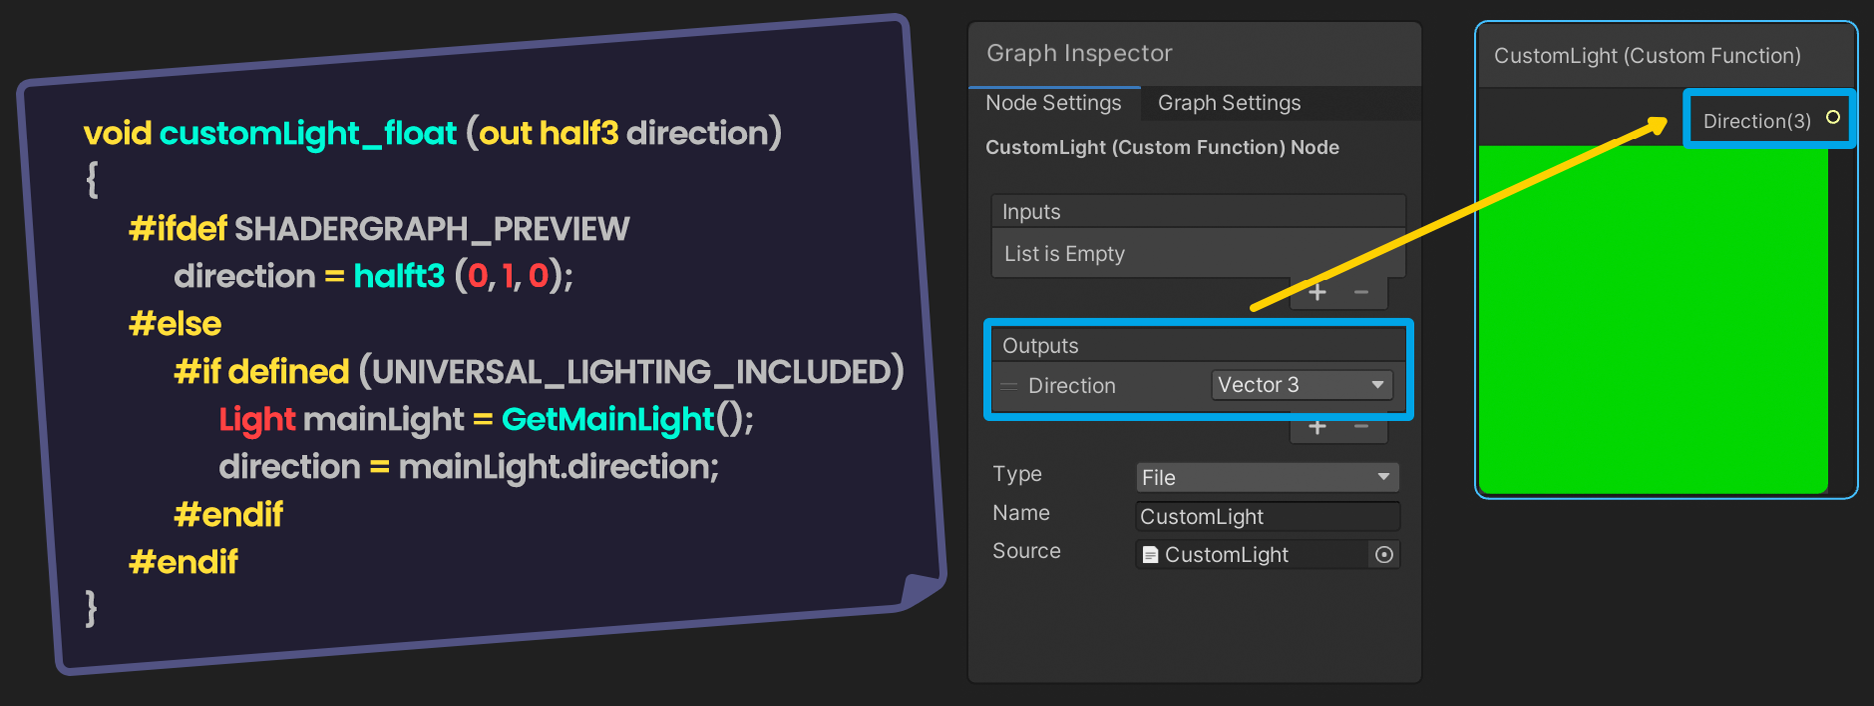 void customLight_float (out half3 direction)
{
#ifdef SHADERGRAPH_PREVIEW
direction = halft3 (0, 1, 0);
#else
#if defined (UNIVERSAL_LIGHTING_INCLUDED)
Light mainLight = GetMainLight();
direction = mainLight.direction;
#endif
#endif
}
Graph Inspector
Node Settings Graph Settings
CustomLight (Custom Function) Node
Inputs
List is Empty
+ −
Outputs
Direction Vector 3
+ −
Type File
Name CustomLight
Source CustomLight
CustomLight (Custom Function)
Direction(3)